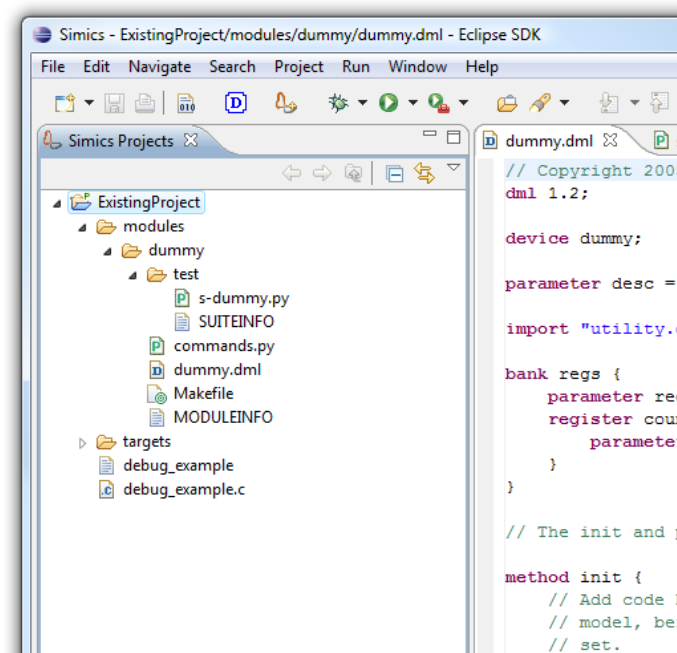 Simics - ExistingProject/modules/dummy/dummy.dml - Eclipse SDK
File Edit Navigate Search Project Run Window Help
Simics Projects
dummy.dml
ExistingProject
modules
dummy
test
s-dummy.py
SUITEINFO
commands.py
dummy.dml
Makefile
MODULEINFO
targets
debug_example
debug_example.c
// Copyright 200
dml 1.2;
device dummy;
parameter desc =
import "utility.
bank regs {
parameter re
register cou
paramete
}
}
// The init and
method init {
// Add code
// model, be
// set.